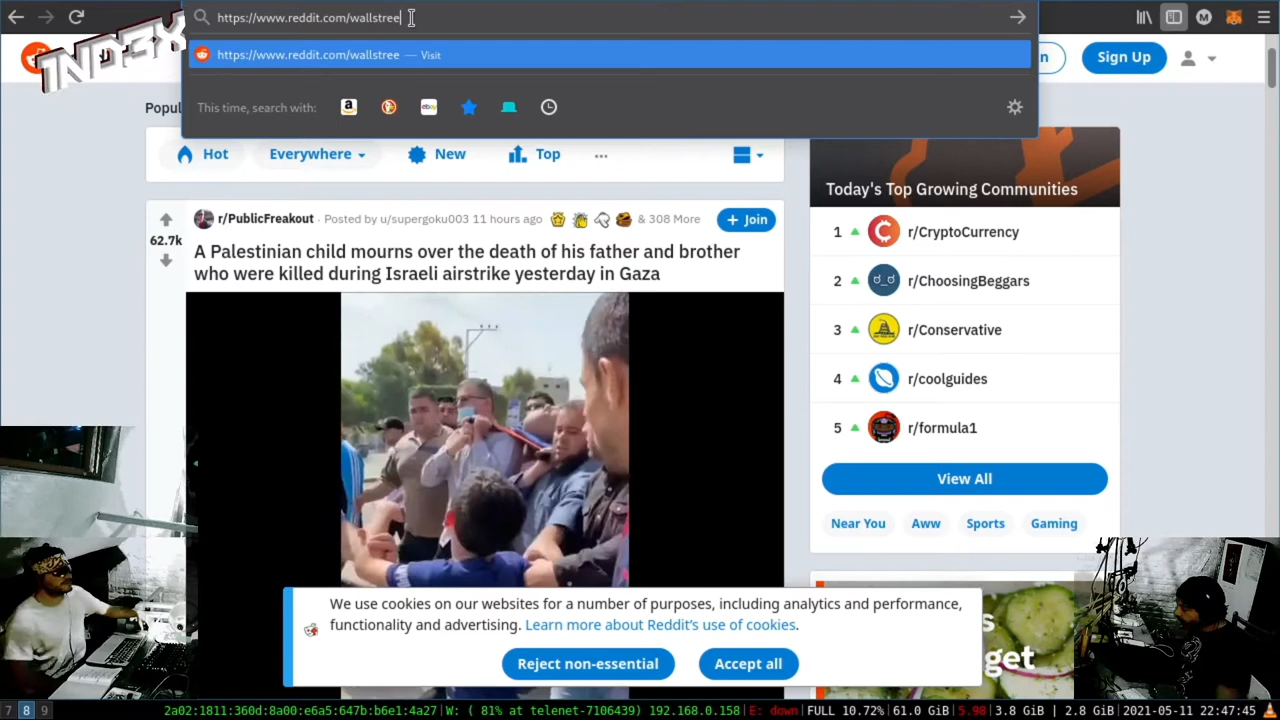 https://www.reddit.com/wallstree
IND3X
https://www.reddit.com/wallstree — Visit
n
Sign Up
This time, search with:
a
ebay
M
Popul
Hot
Everywhere
New
Top
...
Today's Top Growing Communities
r/PublicFreakout · Posted by u/supergoku003 11 hours ago & 308 More
+ Join
62.7k
A Palestinian child mourns over the death of his father and brother
who were killed during Israeli airstrike yesterday in Gaza
1 r/CryptoCurrency
2 r/ChoosingBeggars
3 r/Conservative
4 r/coolguides
5 r/formula1
View All
Near You
Aww
Sports
Gaming
We use cookies on our websites for a number of purposes, including analytics and performance,
functionality and advertising. Learn more about Reddit's use of cookies.
Reject non-essential
Accept all
s
get
7 8 9
2a02:1811:360d:8a00:e6a5:647b:b6e1:4a27|W: ( 81% at telenet-7106439) 192.168.0.158|E: down|FULL 10.72%|61.0 GiB|5.98|3.8 GiB | 2.8 GiB|2021-05-11 22:47:45